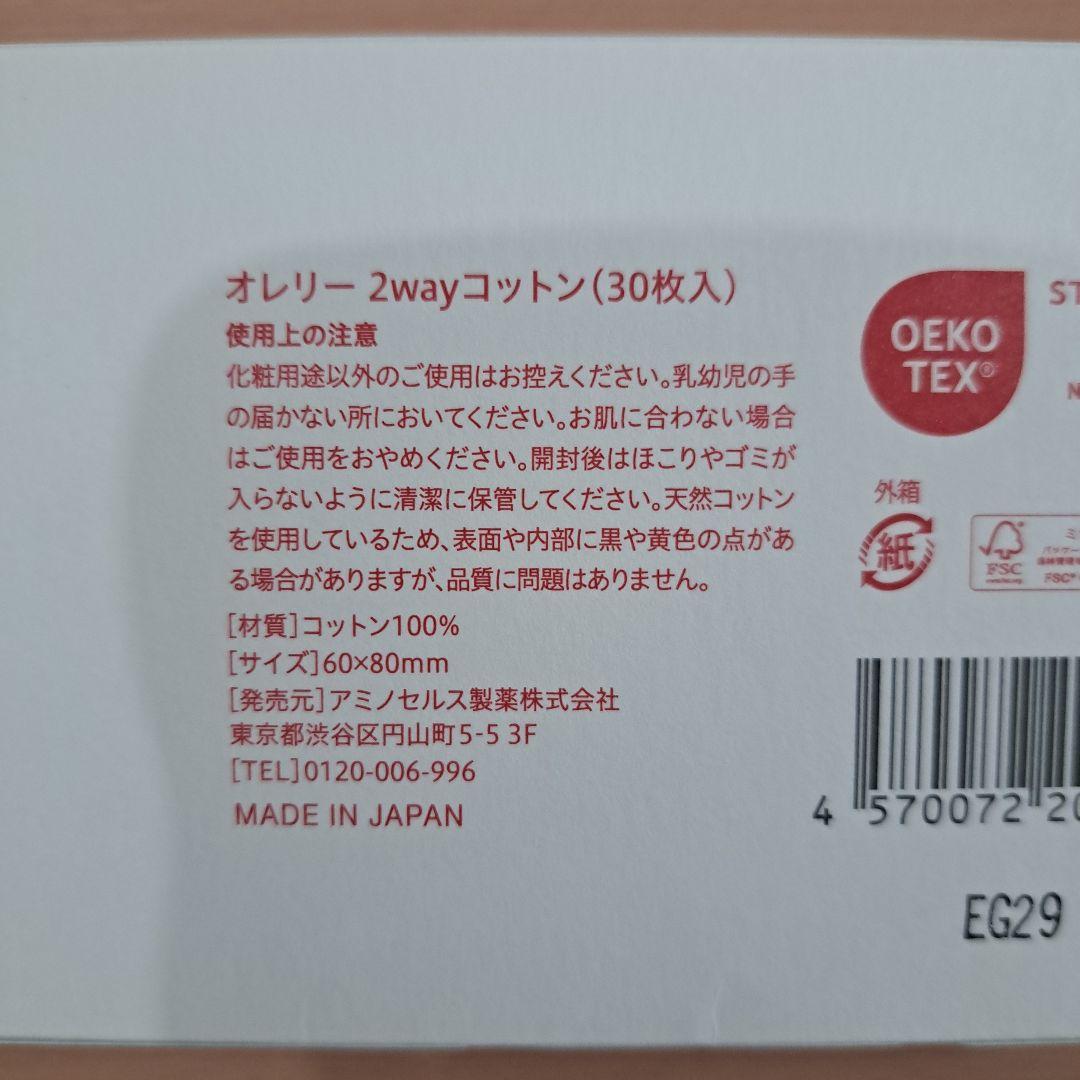 オレリー 2wayコットン(30枚入)
使用上の注意
化粧用途以外のご使用はお控えください。乳幼児の手
の届かない所においてください。お肌に合わない場合
はご使用をおやめください。開封後はほこりやゴミが
入らないように清潔に保管してください。天然コットン
を使用しているため、表面や内部に黒や黄色の点があ
る場合がありますが、品質に問題はありません。
[材質]コットン100%
[サイズ]60×80mm
[発売元]アミノセルス製薬株式会社
東京都渋谷区円山町5-5 3F
[TEL]0120-006-996
MADE IN JAPAN
OEKO
TEX®
ST
N
外箱
紙
FSC
ミ
FSC®
4 570072 20
EG29